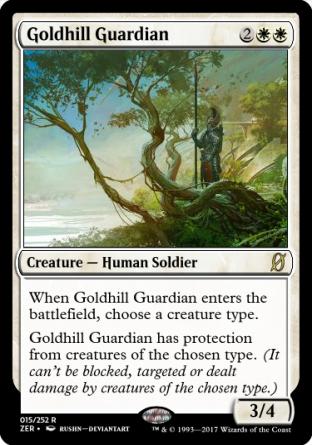 Goldhill Guardian 2
Creature — Human Soldier
When Goldhill Guardian enters the
battlefield, choose a creature type.
Goldhill Guardian has protection
from creatures of the chosen type. (It
can't be blocked, targeted or dealt
damage by creatures of the chosen type.)
3/4
015/252 R
ZER • RUSHN-DEVIANTART
™ & © 1993—2017 Wizards of the Coast